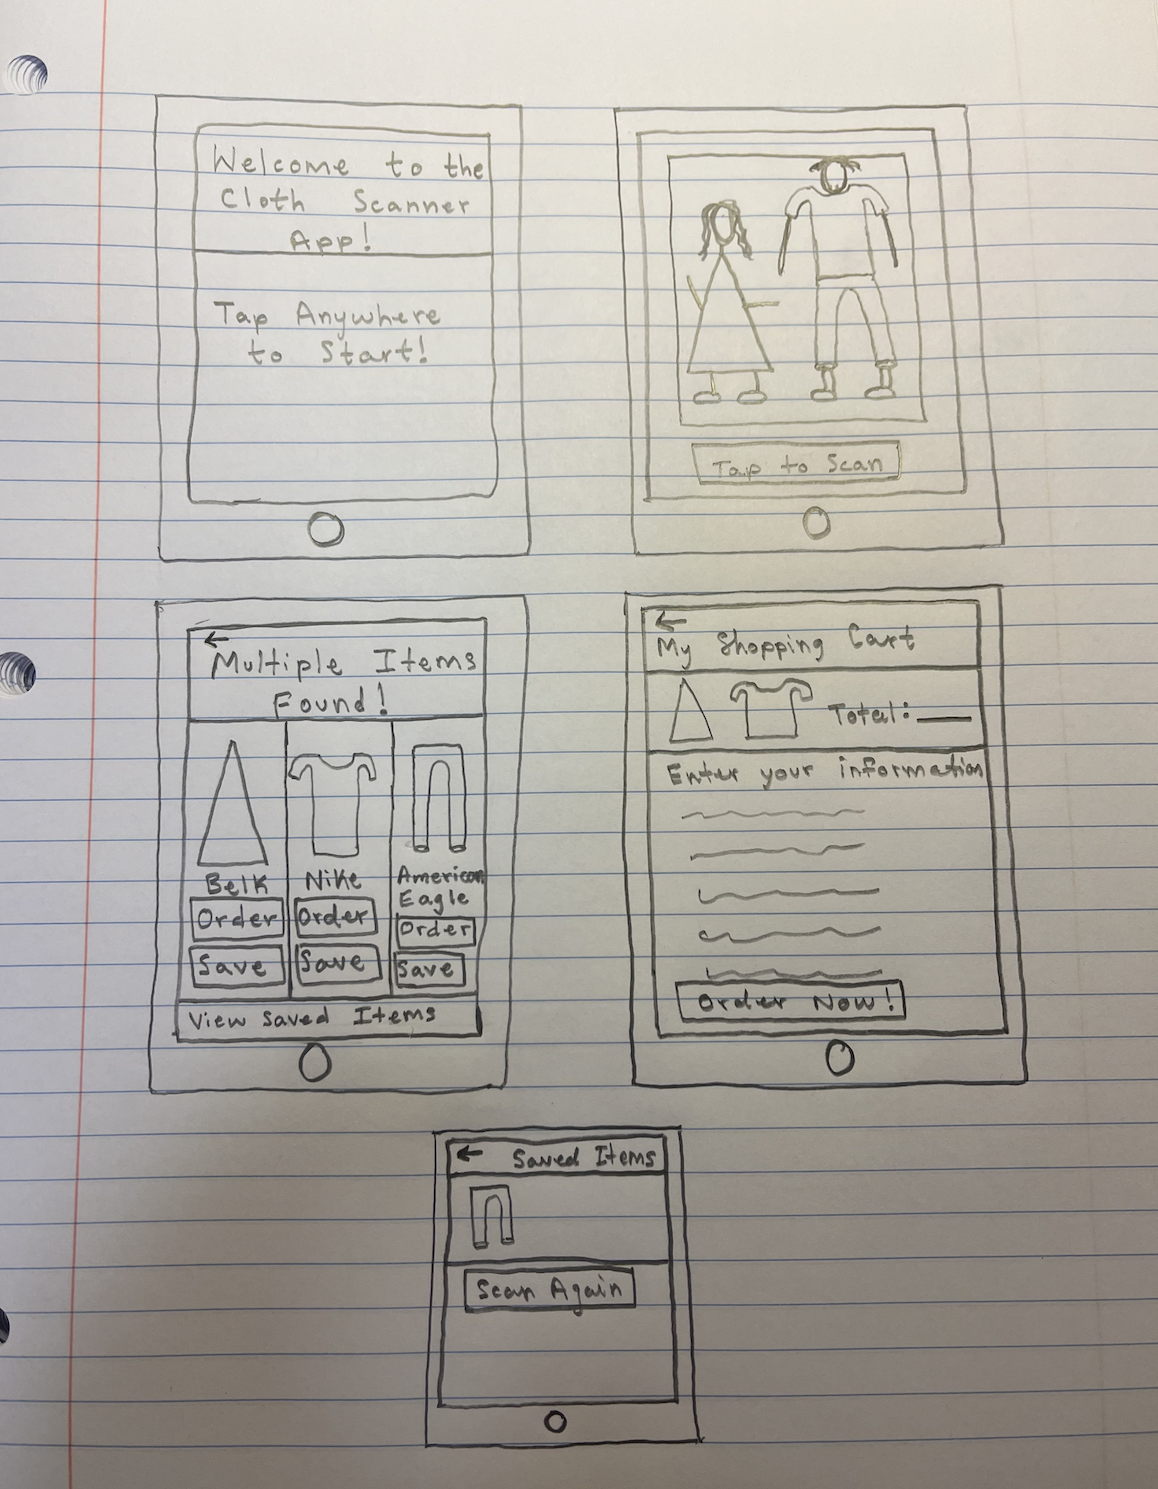 Welcome to the
Cloth Scanner
App!
Tap Anywhere
to Start!
Tap to Scan
←
Multiple Items
Found!
Belk
Order
Save
Nike
Order
Save
American
Eagle
Order
Save
View Saved Items
←
My Shopping Cart
Total:
Enter your information
Order Now!
← Saved Items
Scan Again